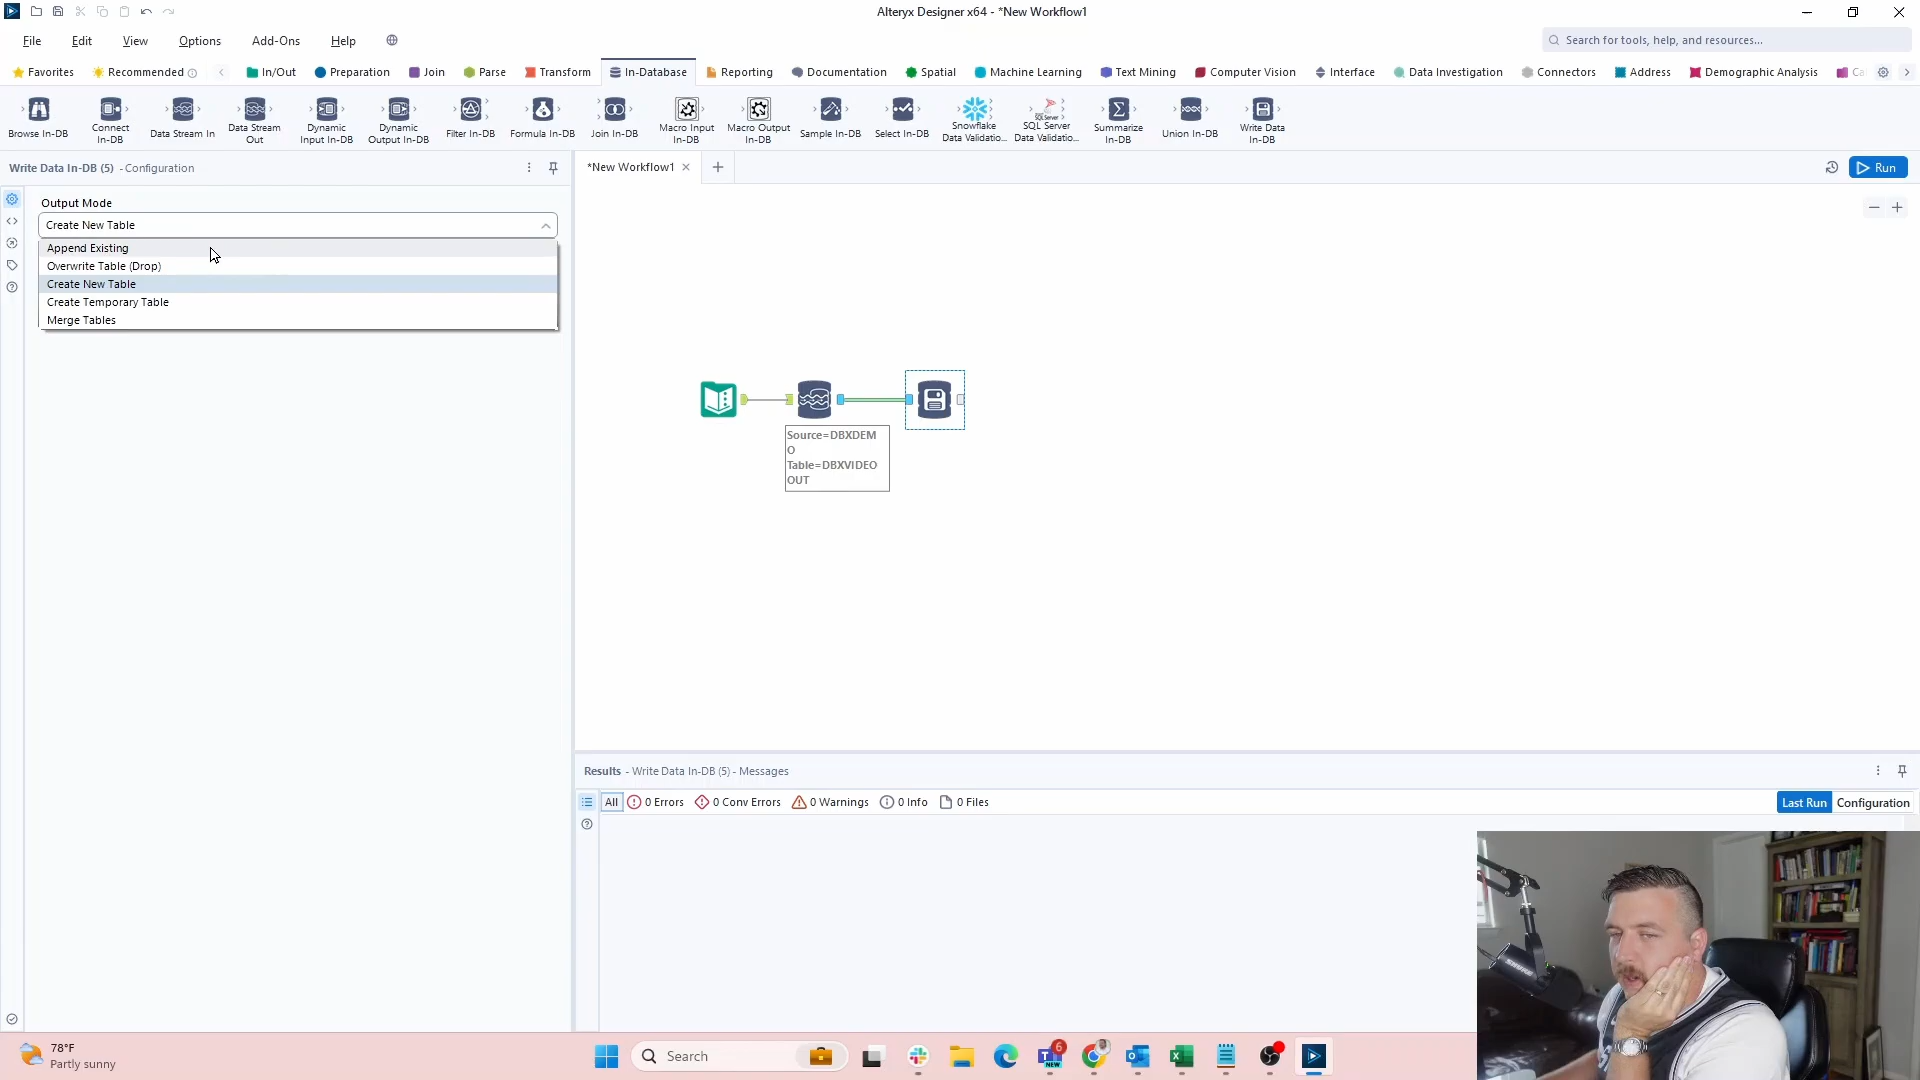 Alteryx Designer x64 - *New Workflow1
File Edit View Options Add-Ons Help
Search for tools, help, and resources...
Favorites Recommended In/Out Preparation Join Parse Transform In-Database Reporting Documentation Spatial Machine Learning Text Mining Computer Vision Interface Data Investigation Connectors Address Demographic Analysis Ca
Browse In-DB
Connect
In-DB
Data Stream In
Data Stream
Out
Dynamic
Input In-DB
Dynamic
Output In-DB
Filter In-DB
Formula In-DB
Join In-DB
Macro Input
In-DB
Macro Output
In-DB
Sample In-DB
Select In-DB
Snowflake
Data Validatio...
SQL Server
Data Validatio...
Summarize
In-DB
Union In-DB
Write Data
In-DB
Write Data In-DB (5) - Configuration
*New Workflow1
Run
Output Mode
Create New Table
Append Existing
Overwrite Table (Drop)
Create New Table
Create Temporary Table
Merge Tables
Source=DBXDEM
O
Table=DBXVIDEO
OUT
Results - Write Data In-DB (5) - Messages
All 0 Errors 0 Conv Errors 0 Warnings 0 Info 0 Files
Last Run Configuration
SHURE
78°F
Partly sunny
Search
6
NEW